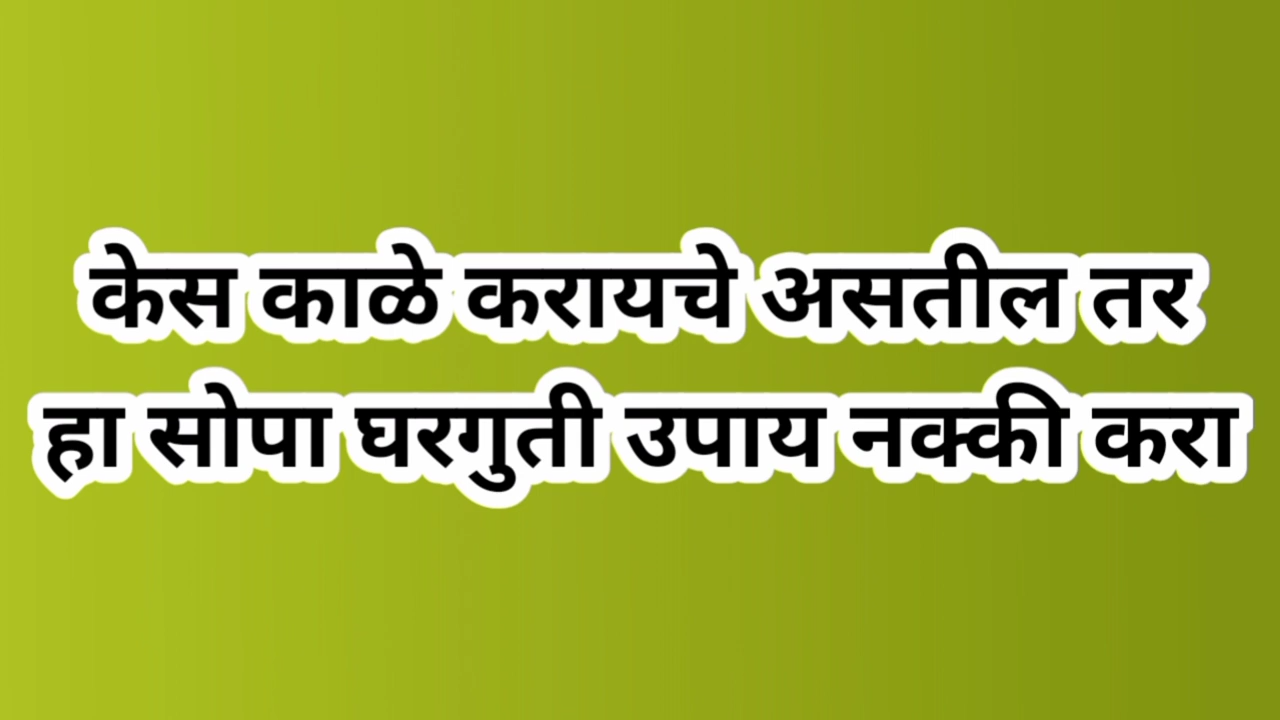 केस काळे करायचे असतील तर
हा सोपा घरगुती उपाय नक्की करा